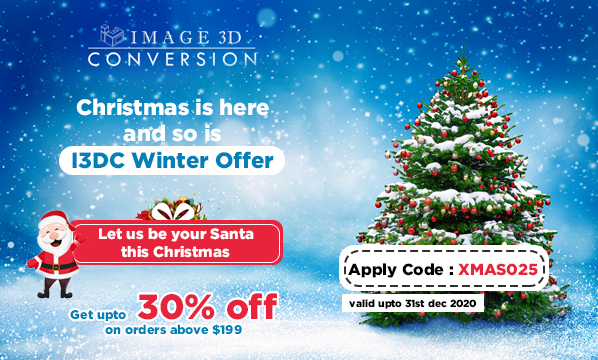 IMAGE 3D
CONVERSION
Christmas is here
and so is
I3DC Winter Offer
Let us be your Santa
this Christmas
Get upto 30% off
on orders above $199
Apply Code : XMAS025
valid upto 31st dec 2020